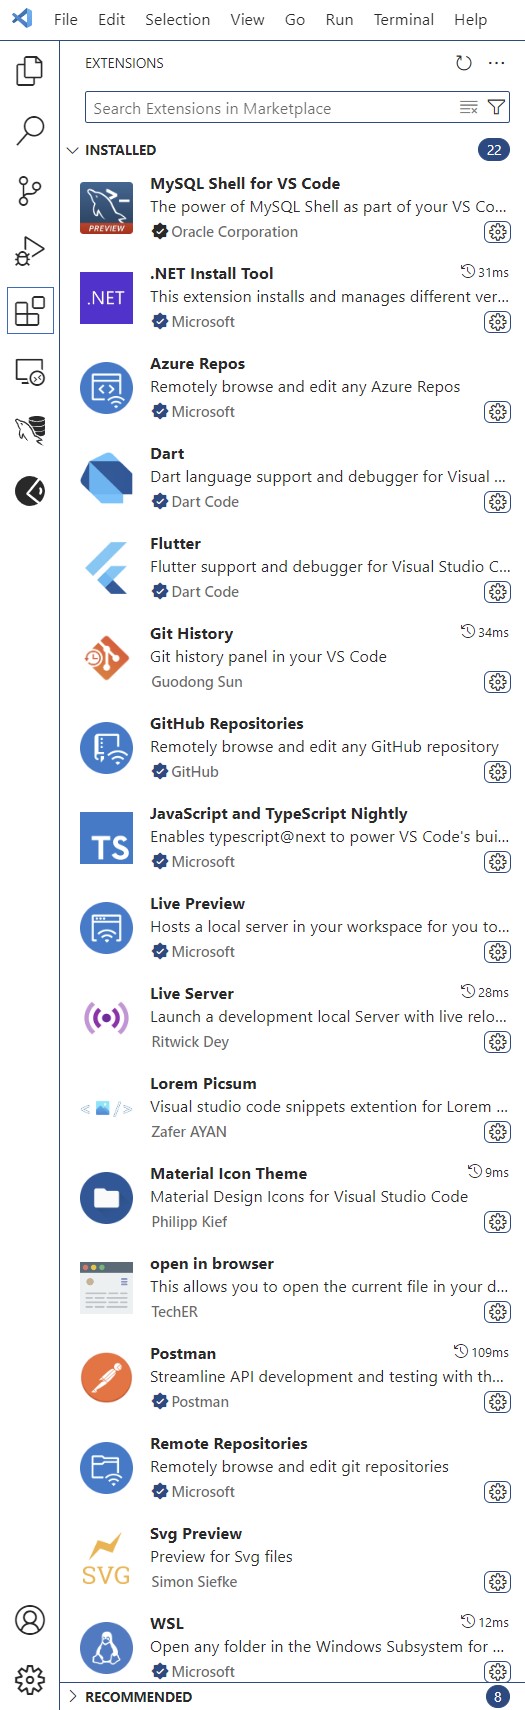 File Edit Selection View Go Run Terminal Help
EXTENSIONS
Search Extensions in Marketplace
INSTALLED 22
MySQL Shell for VS Code
The power of MySQL Shell as part of your VS Co...
PREVIEW
Oracle Corporation
.NET Install Tool 31ms
.NET
This extension installs and manages different ver...
Microsoft
Azure Repos
Remotely browse and edit any Azure Repos
Microsoft
Dart
Dart language support and debugger for Visual ...
Dart Code
Flutter
Flutter support and debugger for Visual Studio C...
Dart Code
Git History 34ms
Git history panel in your VS Code
Guodong Sun
GitHub Repositories
Remotely browse and edit any GitHub repository
GitHub
JavaScript and TypeScript Nightly
Enables typescript@next to power VS Code's bui...
TS
Microsoft
Live Preview
Hosts a local server in your workspace for you to...
Microsoft
Live Server 28ms
Launch a development local Server with live relo...
Ritwick Dey
Lorem Picsum
Visual studio code snippets extention for Lorem ...
Zafer AYAN
Material Icon Theme 9ms
Material Design Icons for Visual Studio Code
Philipp Kief
open in browser
This allows you to open the current file in your d...
TechER
Postman 109ms
Streamline API development and testing with th...
Postman
Remote Repositories
Remotely browse and edit git repositories
Microsoft
Svg Preview
Preview for Svg files
SVG
Simon Siefke
WSL 12ms
Open any folder in the Windows Subsystem for ...
Microsoft
RECOMMENDED 8